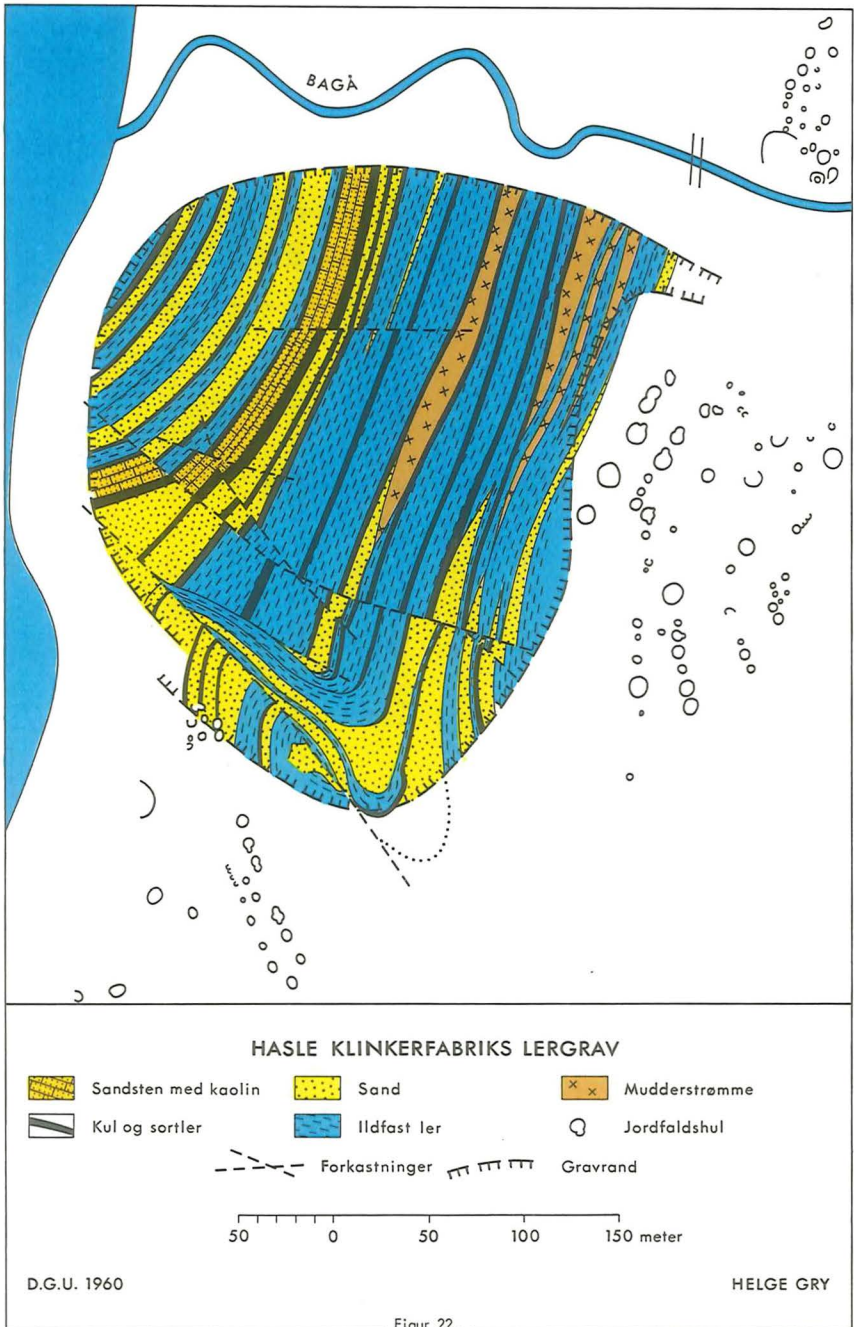 BAGÅ
HASLE KLINKERFABRIKS LERGRAV
Sandsten med kaolin Sand Mudderstrømme
Kul og sortler Ildfast ler Jordfaldshul
Forkastninger Gravrand
50 0 50 100 150 meter
D.G.U. 1960 HELGE GRY
Figur 22